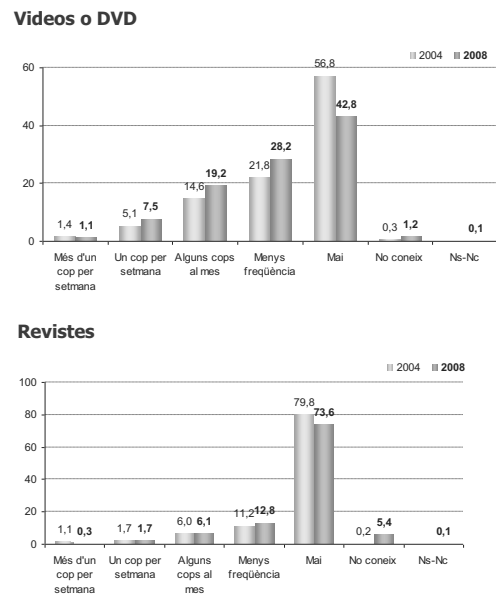 Videos o DVD
2004 2008
60
40
20
0
1,4 1,1
5,1 7,5
14,6 19,2
21,8 28,2
56,8 42,8
0,3 1,2
0,1
Més d'un cop per setmana
Un cop per setmana
Alguns cops al mes
Menys freqüència
Mai
No coneix
Ns-Nc
Revistes
2004 2008
100
80
60
40
20
0
1,1 0,3
1,7 1,7
6,0 6,1
11,2 12,8
79,8 73,6
0,2 5,4
0,1
Més d'un cop per setmana
Un cop per setmana
Alguns cops al mes
Menys freqüència
Mai
No coneix
Ns-Nc